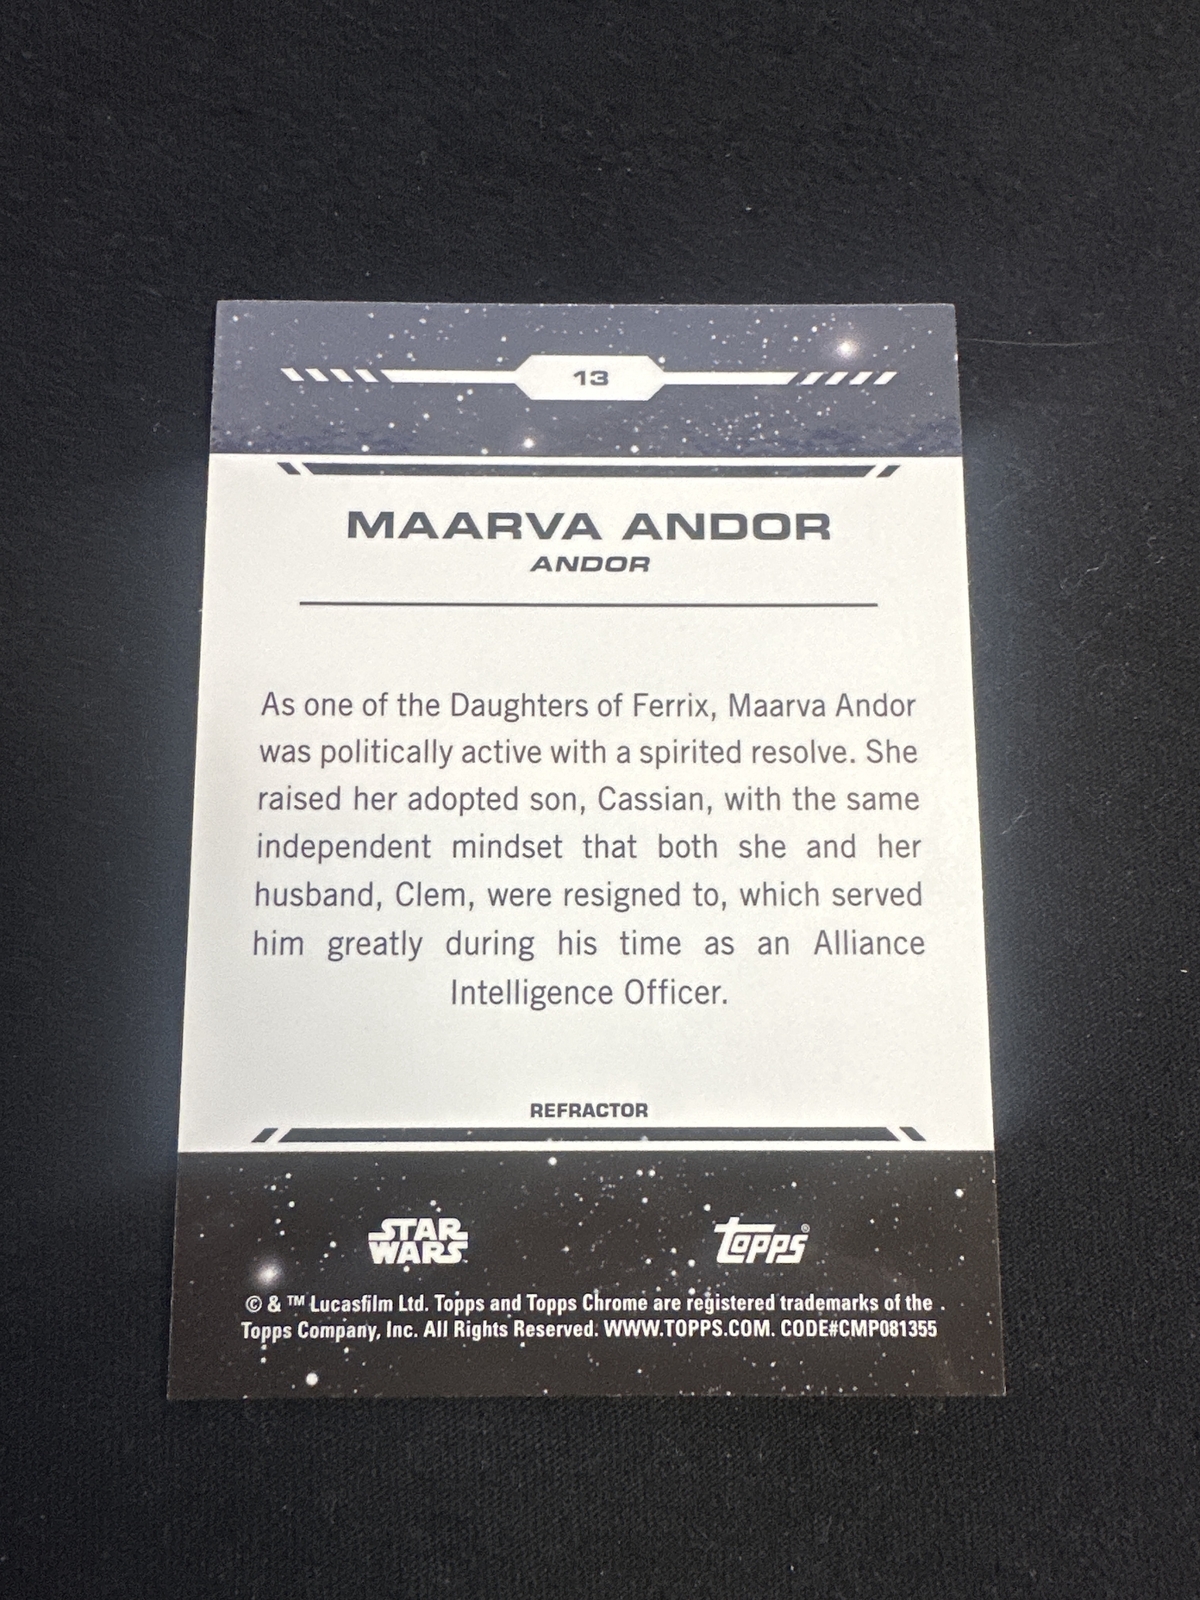 13
MAARVA ANDOR
ANDOR
As one of the Daughters of Ferrix, Maarva Andor
was politically active with a spirited resolve. She
raised her adopted son, Cassian, with the same
independent mindset that both she and her
husband, Clem, were resigned to, which served
him greatly during his time as an Alliance
Intelligence Officer.
REFRACTOR
STAR
WARS
Topps®
© & ™ Lucasfilm Ltd. Topps and Topps Chrome are registered trademarks of the
Topps Company, Inc. All Rights Reserved. WWW.TOPPS.COM. CODE#CMP081355